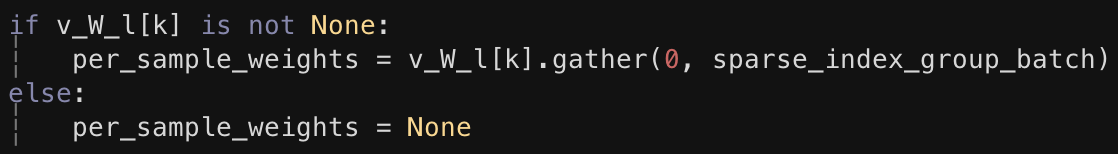 if v_W_l[k] is not None:
    per_sample_weights = v_W_l[k].gather(0, sparse_index_group_batch)
else:
    per_sample_weights = None